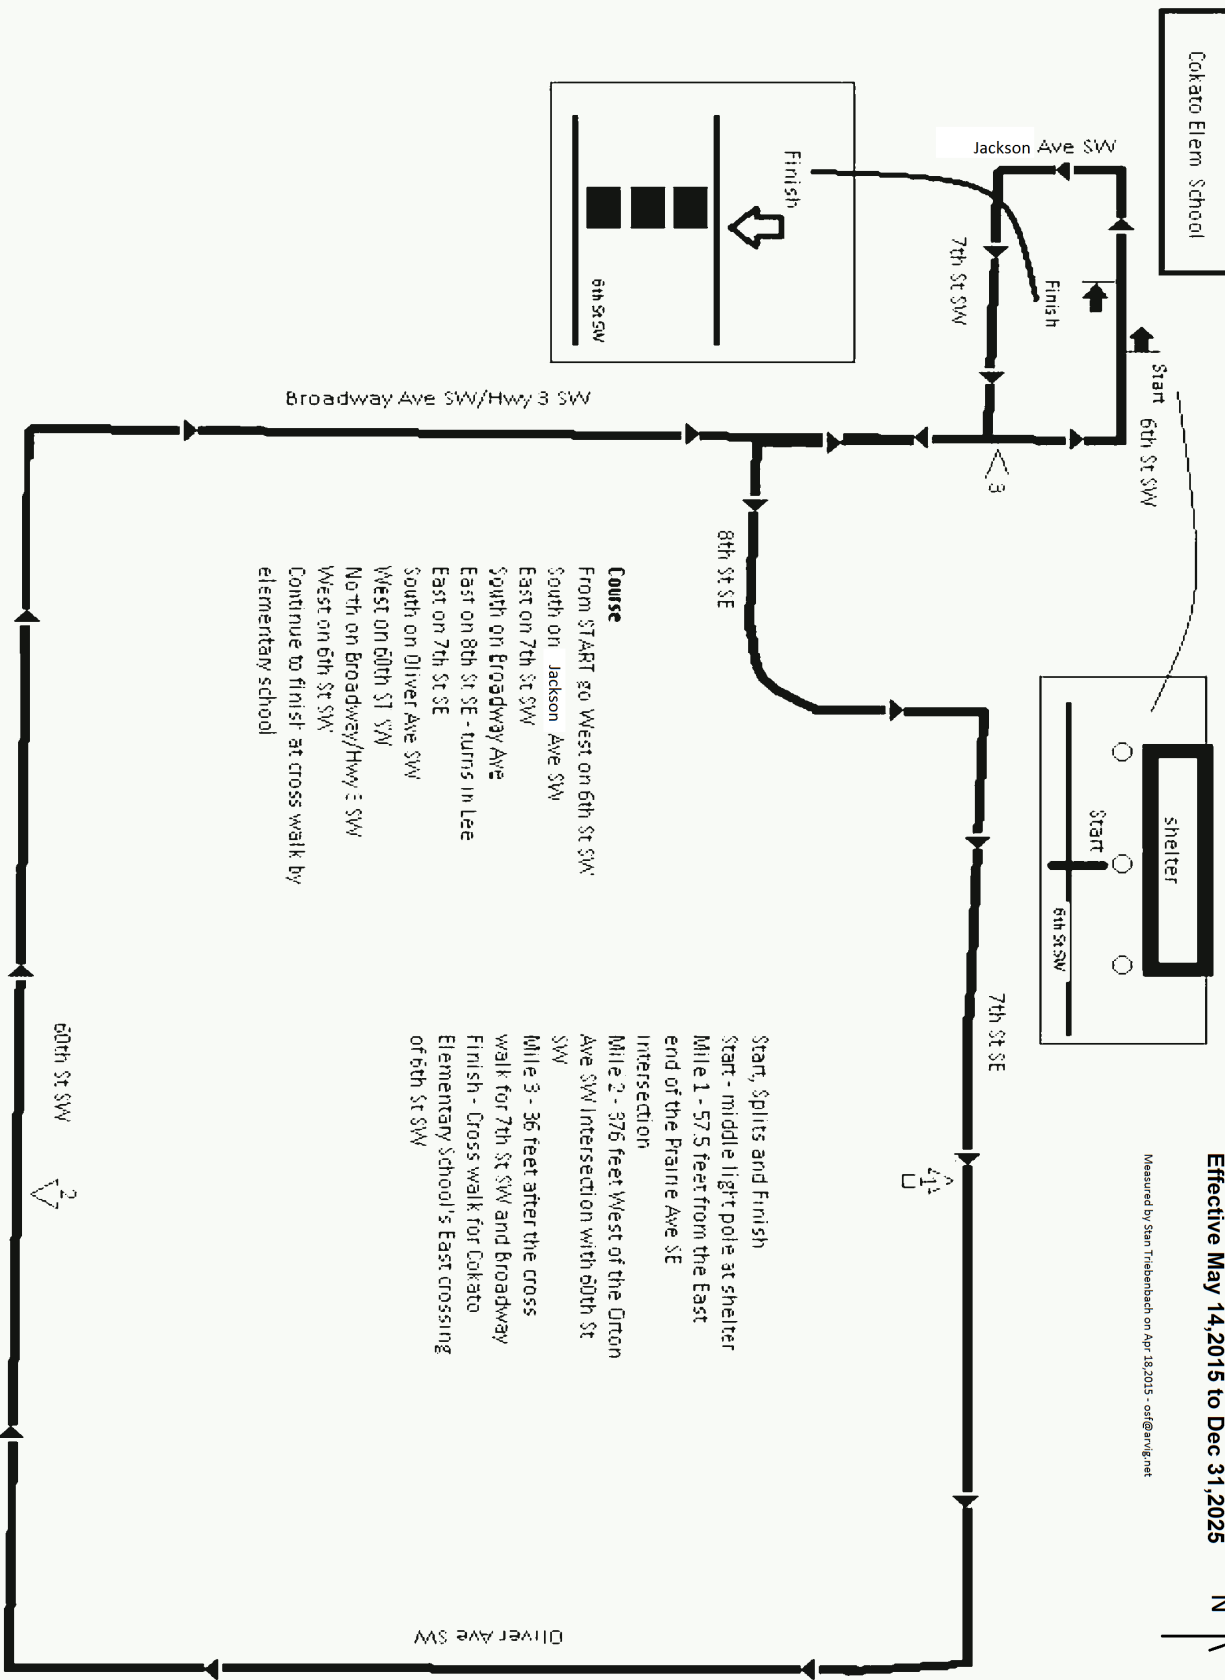 Effective May 14,2015 to Dec 31,2025
N
Measured by Stan Triebenbach on Apr 18,2015 - osf@arvig.net
Cokato Elem School
Jackson Ave SW
7th St SW
Finish
Start
6th St SW
Finish
6th St SW
shelter
Start
6th St SW
3
7th St SE
8th St SE
1
Broadway Ave SW/Hwy 3 SW
Course
From START go West on 6th St SW
South on Jackson Ave SW
East on 7th St SW
South on Broadway Ave
East on 8th St SE - turns in Lee
East on 7th St SE
South on Oliver Ave SW
West on 60th ST SW
North on Broadway/Hwy 3 SW
West on 6th St SW
Continue to finish at cross walk by
elementary school
Start, Splits and Finish
Start - middle light pole at shelter
Mile 1 - 57.5 feet from the East
end of the Prairie Ave SE
Intersection
Mile 2 - 376 feet West of the Orton
Ave SW Intersection with 60th St
SW
Mile 3 - 36 feet after the cross
walk for 7th St SW and Broadway
Finish - Cross walk for Cokato
Elementary School's East crossing
of 6th St SW
60th St SW
2
Oliver Ave SW